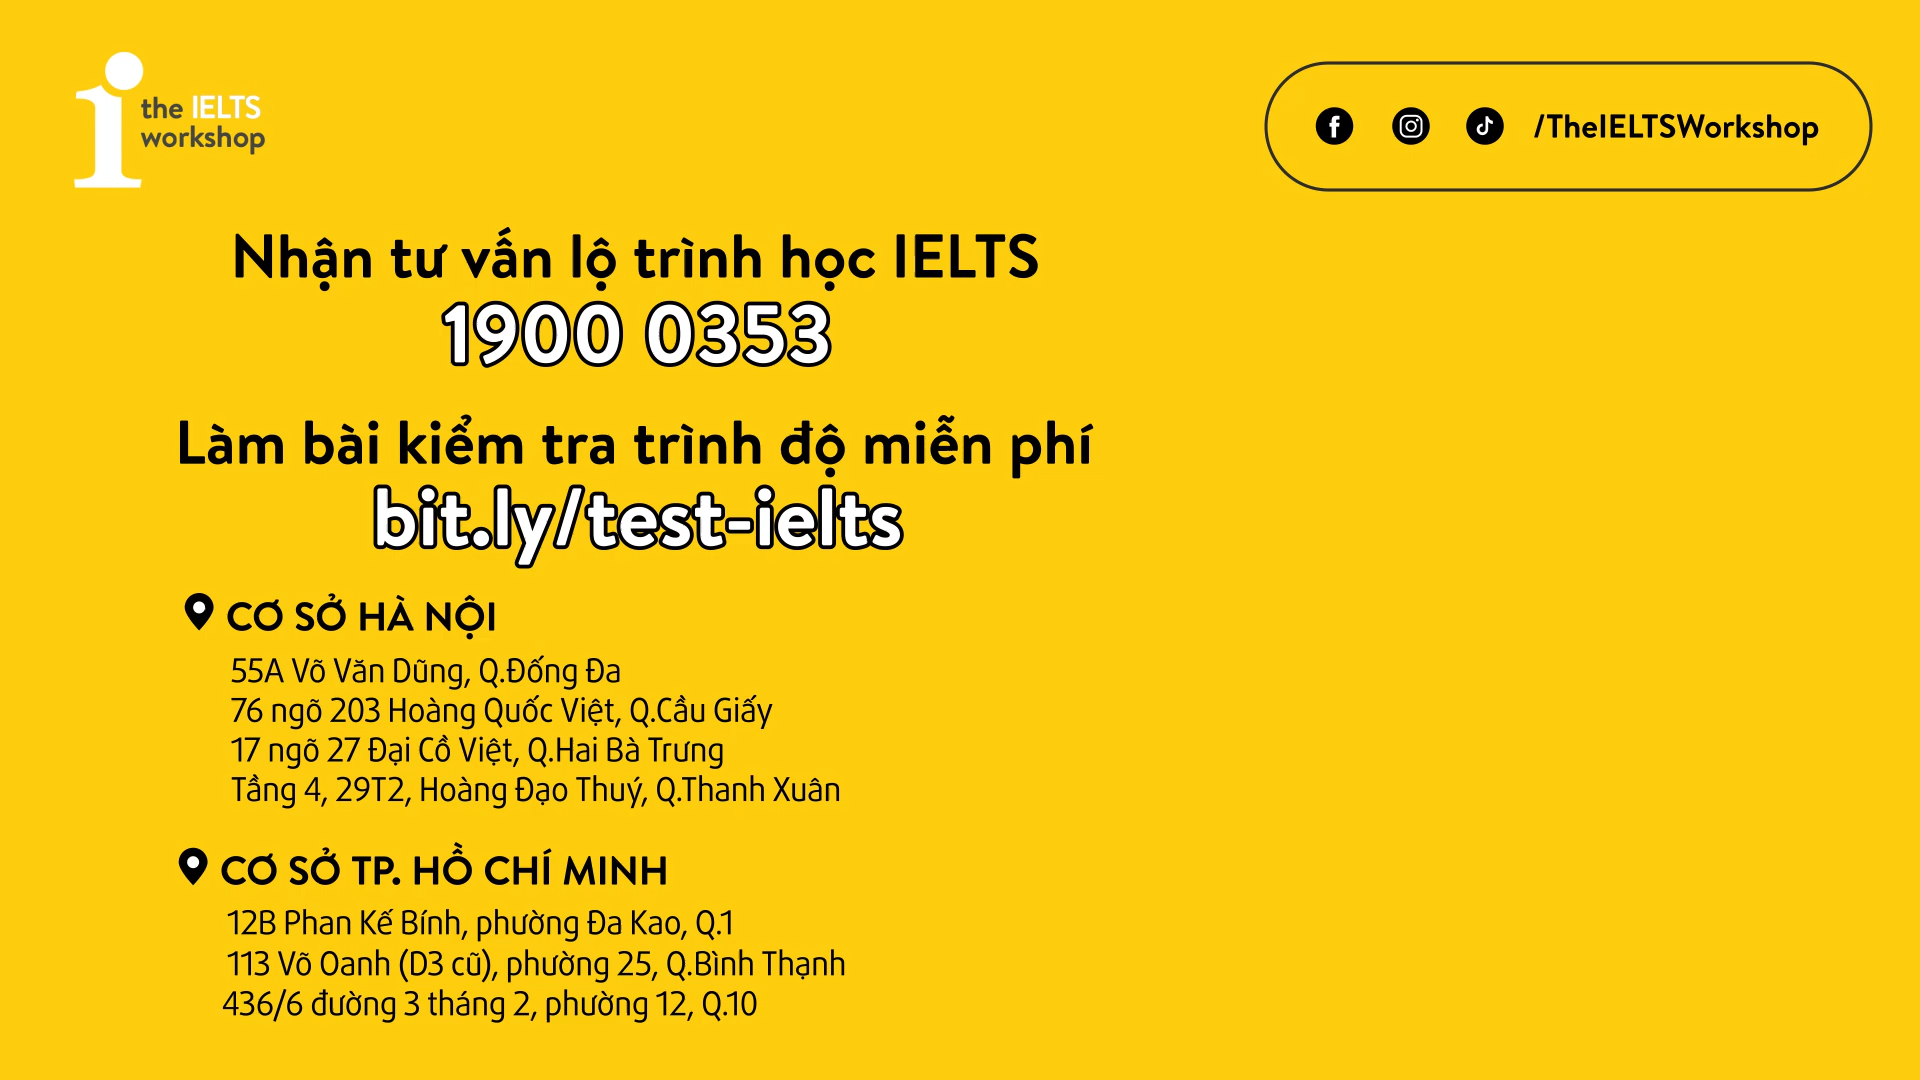 the IELTS
workshop
/TheIELTSWorkshop
Nhận tư vấn lộ trình học IELTS
1900 0353
Làm bài kiểm tra trình độ miễn phí
bit.ly/test-ielts
CƠ SỞ HÀ NỘI
55A Võ Văn Dũng, Q.Đống Đa
76 ngõ 203 Hoàng Quốc Việt, Q.Cầu Giấy
17 ngõ 27 Đại Cồ Việt, Q.Hai Bà Trưng
Tầng 4, 29T2, Hoàng Đạo Thuý, Q.Thanh Xuân
CƠ SỞ TP. HỒ CHÍ MINH
12B Phan Kế Bính, phường Đa Kao, Q.1
113 Võ Oanh (D3 cũ), phường 25, Q.Bình Thạnh
436/6 đường 3 tháng 2, phường 12, Q.10